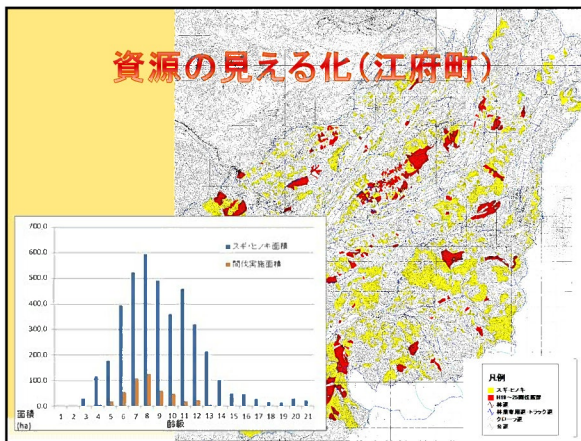 資源の見える化(江府町)
700.0
600.0
500.0
400.0
300.0
200.0
100.0
0.0
スギ・ヒノキ面積
間伐実施面積
面積
(ha)
1 2 3 4 5 6 7 8 9 10 11 12 13 14 15 16 17 18 19 20 21
齢級
凡例
スギ・ヒノキ
林道